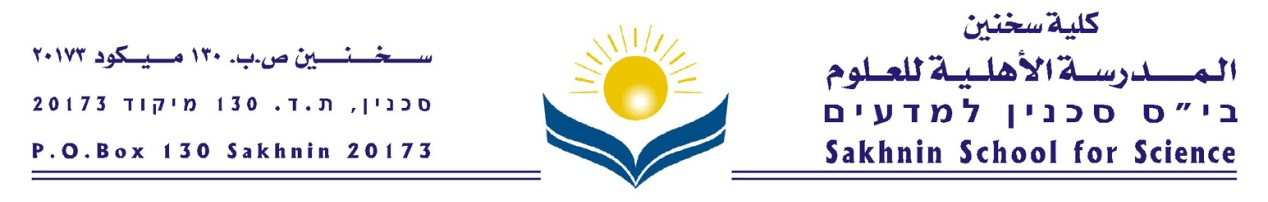 كلية سخنين
المدرسة الأهلية للعلوم
בי״ס סכנין למדעים
Sakhnin School for Science
سخنين ص.ب. ١٣٠ ميكود ٢٠١٧٣
סכנין, ת.ד. 130 מיקוד 20173
P.O.Box 130 Sakhnin 20173